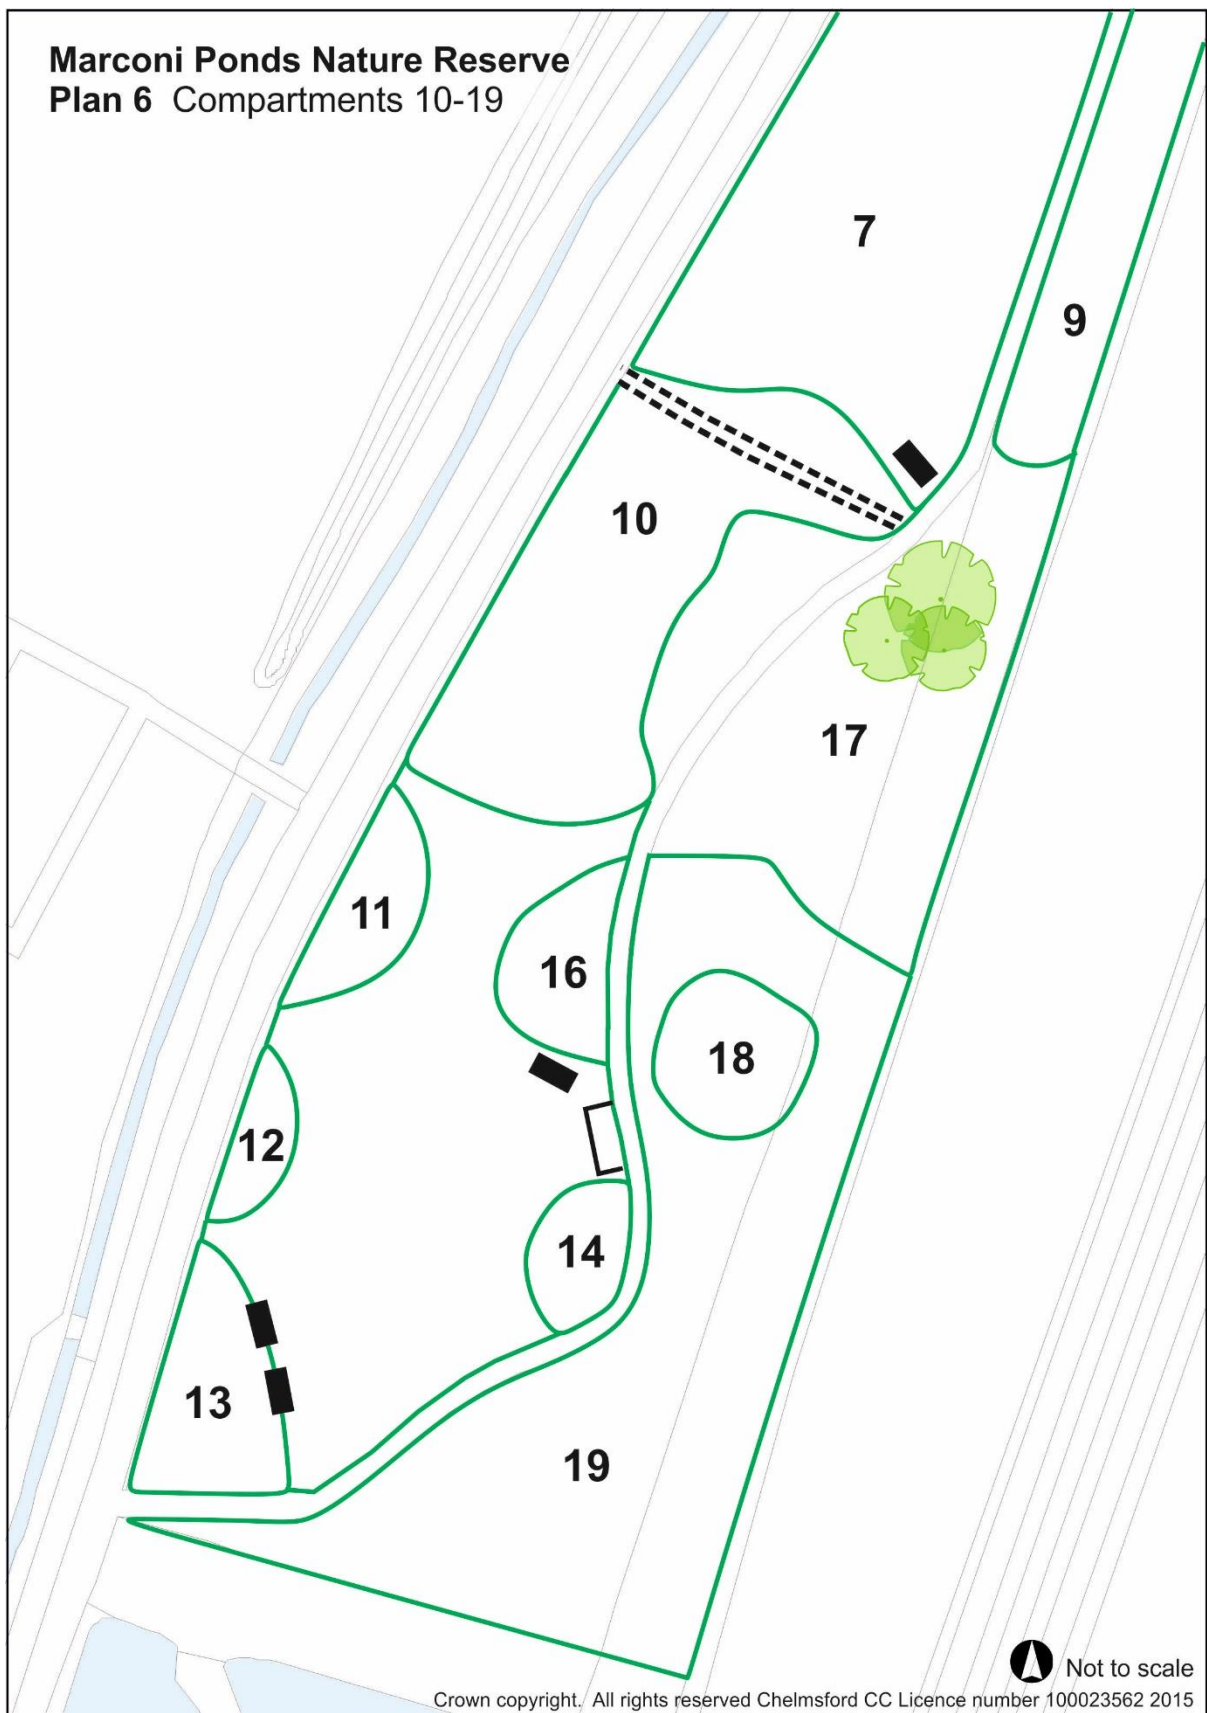 Marconi Ponds Nature Reserve
Plan 6 Compartments 10-19
7
9
10
17
11
16
18
12
14
13
19
Not to scale
Crown copyright. All rights reserved Chelmsford CC Licence number 100023562 2015